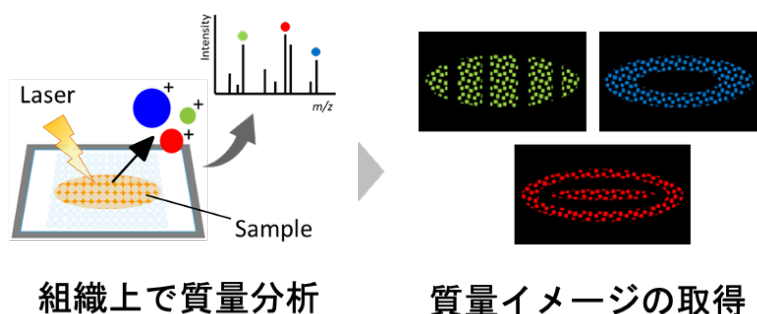 Intensity
m/z
Laser
+
+
+
Sample
組織上で質量分析
質量イメージの取得